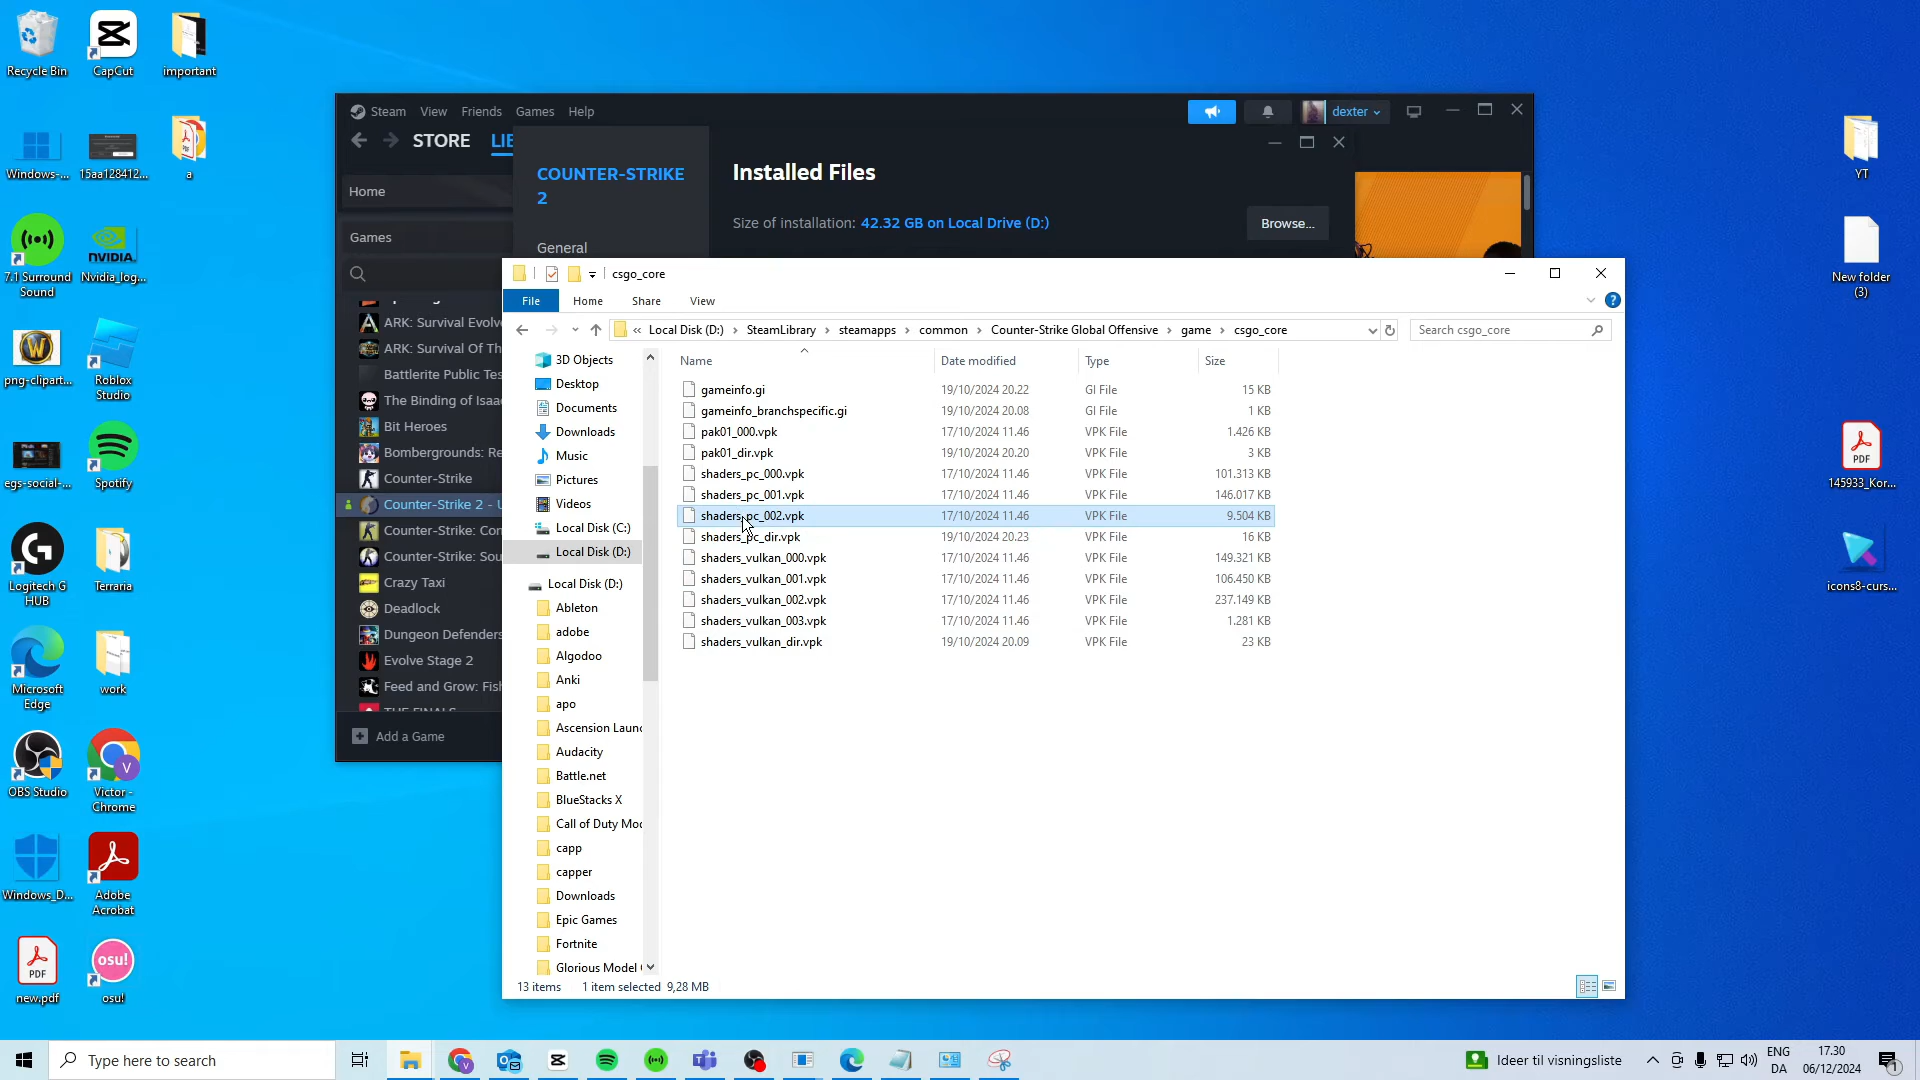 Recycle Bin
CapCut
important
Windows-...
15aa128412...
a
7.1 Surround
Sound
Nvidia_log...
png-clipart...
Roblox
Studio
egs-social-...
Spotify
Logitech G
HUB
Terraria
Microsoft
Edge
work
OBS Studio
Victor -
Chrome
Windows_D...
Adobe
Acrobat
new.pdf
osu!
YT
New folder
(3)
145933_Kor...
icons8-curs...
Steam View Friends Games Help
dexter
STORE
Home
Games
ARK: Survival Evolve
ARK: Survival Of Th
Battlerite Public Tes
The Binding of Isaa
Bit Heroes
Bombergrounds: Re
Counter-Strike
Counter-Strike 2 - U
Counter-Strike: Con
Counter-Strike: Sou
Crazy Taxi
Deadlock
Dungeon Defenders
Evolve Stage 2
Feed and Grow: Fish
Add a Game
COUNTER-STRIKE
2
General
Installed Files
Size of installation: 42.32 GB on Local Drive (D:)
Browse...
csgo_core
File Home Share View
« Local Disk (D:) › SteamLibrary › steamapps › common › Counter-Strike Global Offensive › game › csgo_core
Search csgo_core
3D Objects
Desktop
Documents
Downloads
Music
Pictures
Videos
Local Disk (C:)
Local Disk (D:)
Local Disk (D:)
Ableton
adobe
Algodoo
Anki
apo
Ascension Launc
Audacity
Battle.net
BlueStacks X
Call of Duty Mod
capp
capper
Downloads
Epic Games
Fortnite
Glorious Model
Name Date modified Type Size
gameinfo.gi 19/10/2024 20.22 GI File 15 KB
gameinfo_branchspecific.gi 19/10/2024 20.08 GI File 1 KB
pak01_000.vpk 17/10/2024 11.46 VPK File 1.426 KB
pak01_dir.vpk 19/10/2024 20.20 VPK File 3 KB
shaders_pc_000.vpk 17/10/2024 11.46 VPK File 101.313 KB
shaders_pc_001.vpk 17/10/2024 11.46 VPK File 146.017 KB
shaders_pc_002.vpk 17/10/2024 11.46 VPK File 9.504 KB
shaders_pc_dir.vpk 19/10/2024 20.23 VPK File 16 KB
shaders_vulkan_000.vpk 17/10/2024 11.46 VPK File 149.321 KB
shaders_vulkan_001.vpk 17/10/2024 11.46 VPK File 106.450 KB
shaders_vulkan_002.vpk 17/10/2024 11.46 VPK File 237.149 KB
shaders_vulkan_003.vpk 17/10/2024 11.46 VPK File 1.281 KB
shaders_vulkan_dir.vpk 19/10/2024 20.09 VPK File 23 KB
13 items 1 item selected 9,28 MB
Type here to search
Ideer til visningsliste
ENG
DA
17.30
06/12/2024